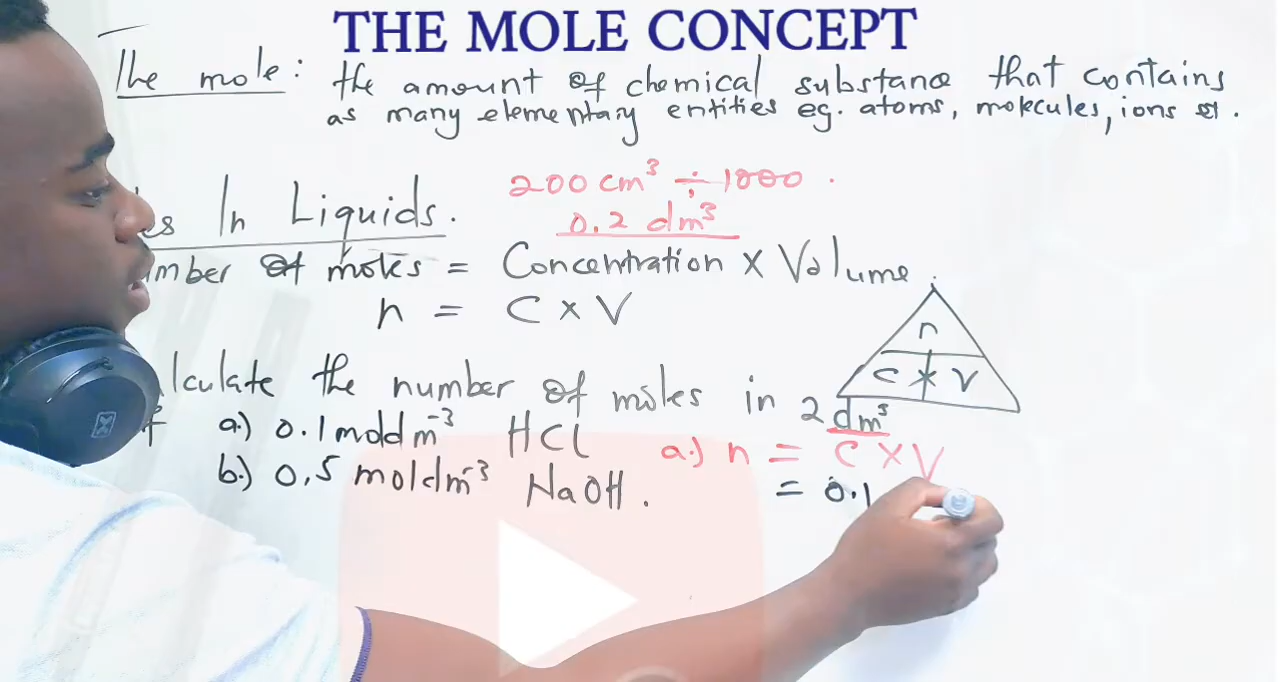 THE MOLE CONCEPT
The mole: the amount of chemical substance that contains
as many elementary entities eg. atoms, molecules, ions
In Liquids.
200 cm³ ÷ 1000
0.2 dm³
of moles = Concentration X Volume
n = C X V
n
C X V
the number of moles in 2 dm³
a.) 0.1 moldm⁻³ HCl
b.) 0.5 moldm⁻³ NaOH.
a.) n = C X V
= 0.1